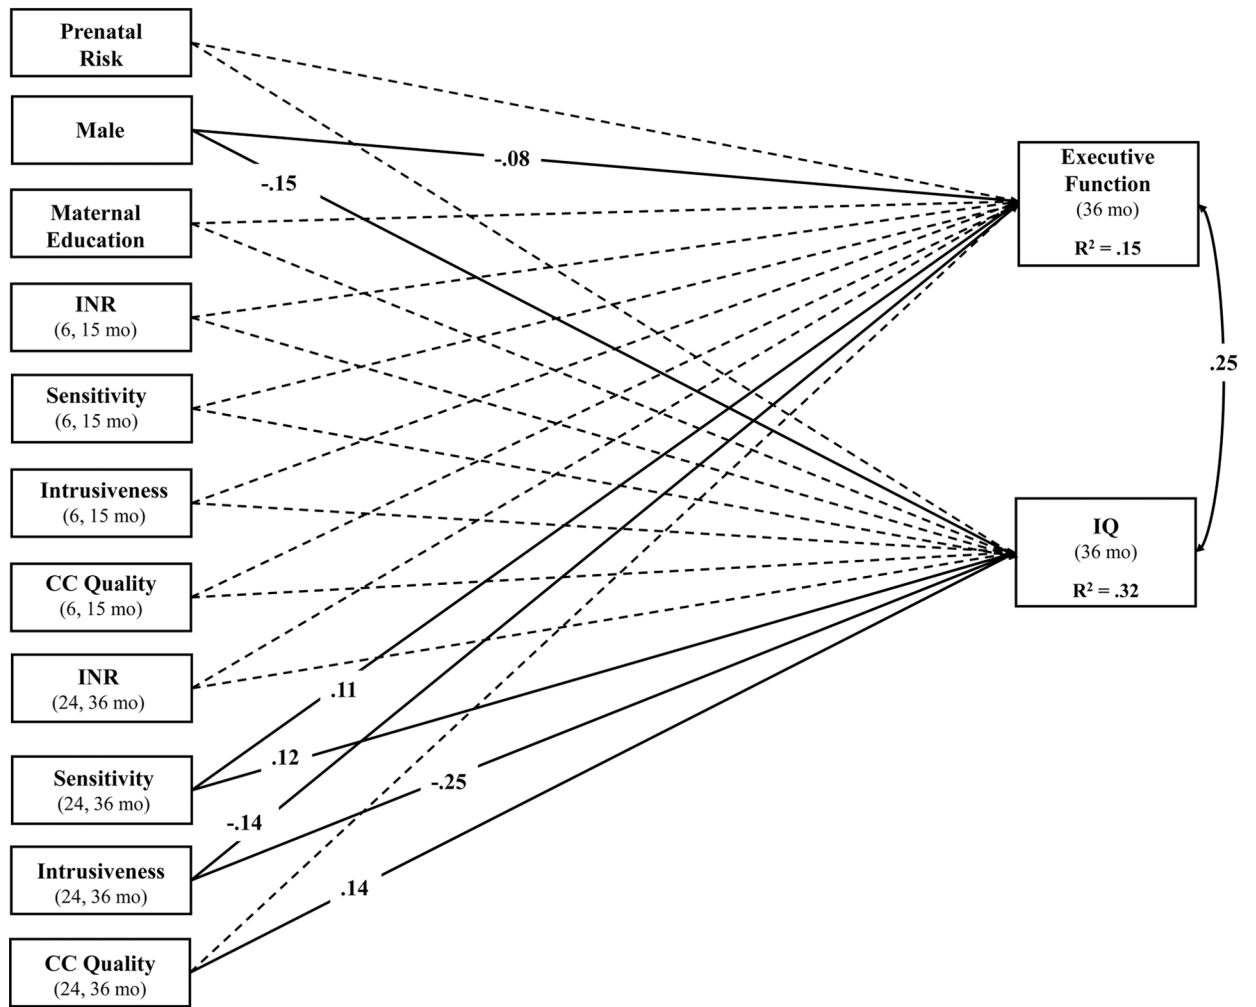 Prenatal
Risk
Male
Maternal
Education
INR
(6, 15 mo)
Sensitivity
(6, 15 mo)
Intrusiveness
(6, 15 mo)
CC Quality
(6, 15 mo)
INR
(24, 36 mo)
Sensitivity
(24, 36 mo)
Intrusiveness
(24, 36 mo)
CC Quality
(24, 36 mo)
-.08
-.15
.11
.12
-.25
-.14
.14
Executive
Function
(36 mo)
R² = .15
.25
IQ
(36 mo)
R² = .32